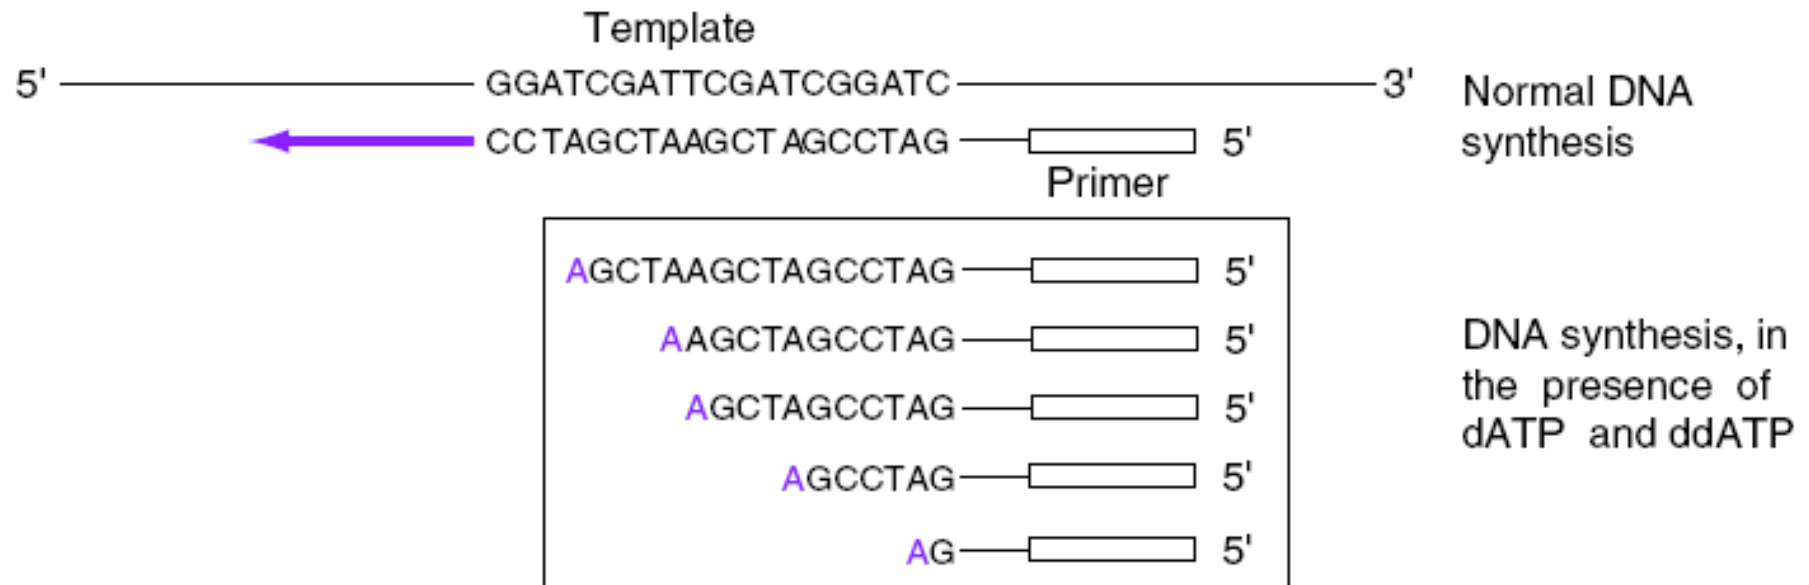 Template
5' GGATCGATTCGATCGGATC 3'
CCTAGCTAAGCTAGCCTAG 5'
Primer
Normal DNA
synthesis
AGCTAAGCTAGCCTAG 5'
AAGCTAGCCTAG 5'
AGCTAGCCTAG 5'
AGCCTAG 5'
AG 5'
DNA synthesis, in
the presence of
dATP and ddATP